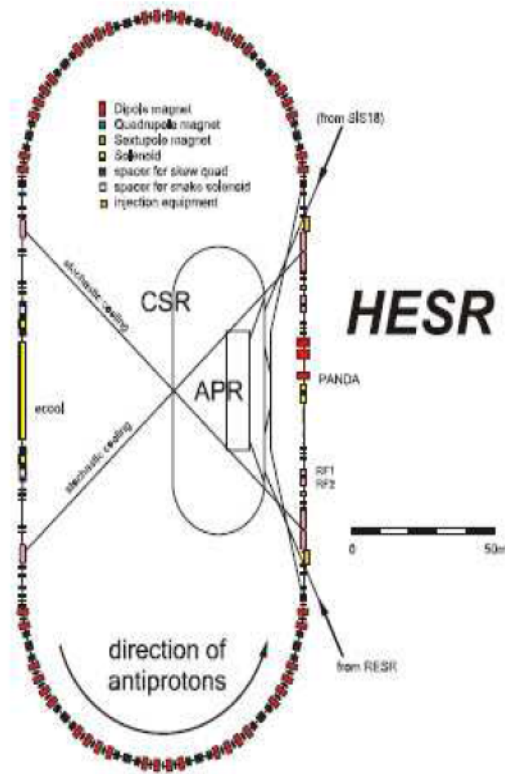 Dipole magnet
Quadrupole magnet
Sextupole magnet
Solenoid
spacer for skew quad
spacer for snake solenoid
injection equipment
(from SIS18)
stochastic cooling
CSR
HESR
APR
PANDA
ecool
stochastic cooling
RF1
RF2
0
50m
direction of
antiprotons
from RESR